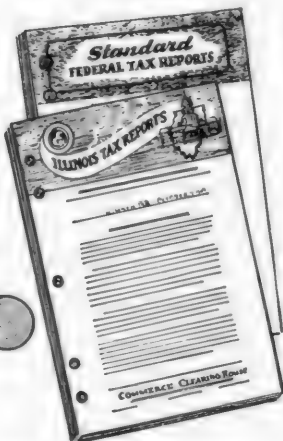 Standard
FEDERAL TAX REPORTS
ILLINOIS TAX REPORTS
COMMERCE CLEARING HOUSE